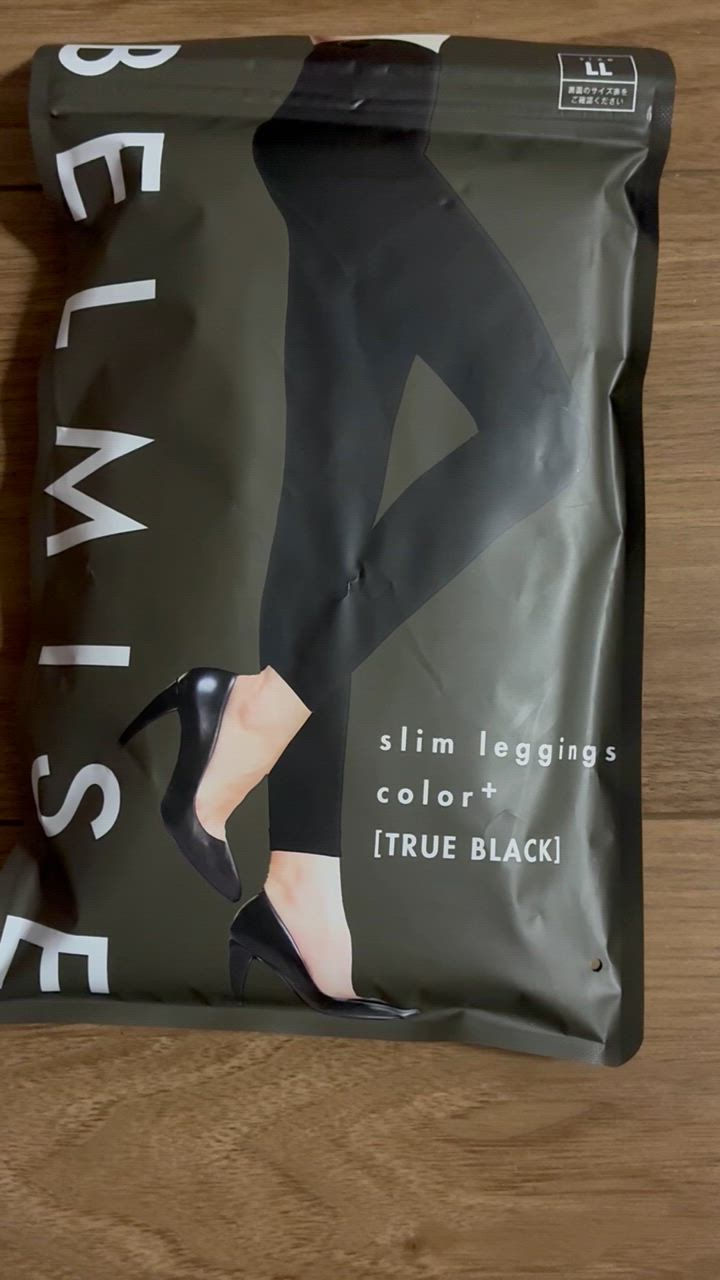 BELMISE
SIZE
LL
裏面のサイズ表を
ご確認ください
slim leggings
color+
[TRUE BLACK]